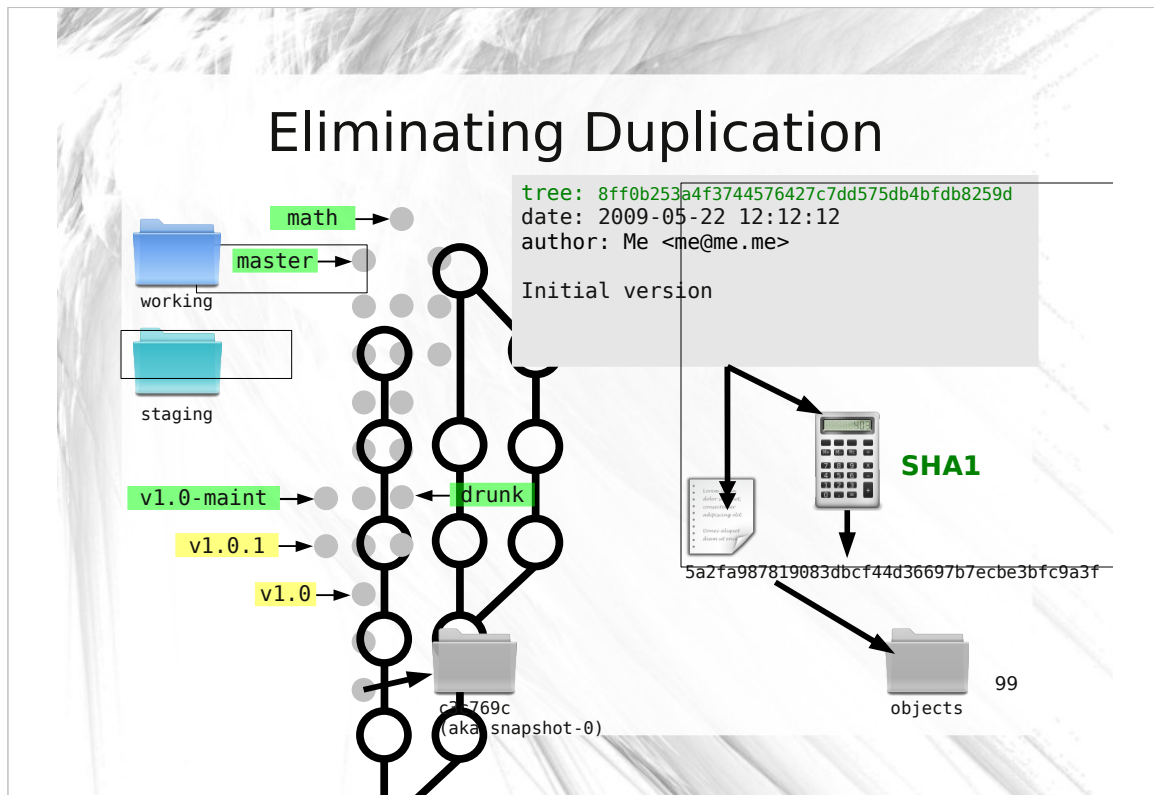 Eliminating Duplication
tree: 8ff0b253a4f3744576427c7dd575db4bfdb8259d
date: 2009-05-22 12:12:12
author: Me <me@me.me>
Initial version
math
master
working
staging
v1.0-maint
drunk
v1.0.1
v1.0
SHA1
5a2fa987819083dbcf44d36697b7ecbe3bfc9a3f
(aka snapshot-0)
objects
99